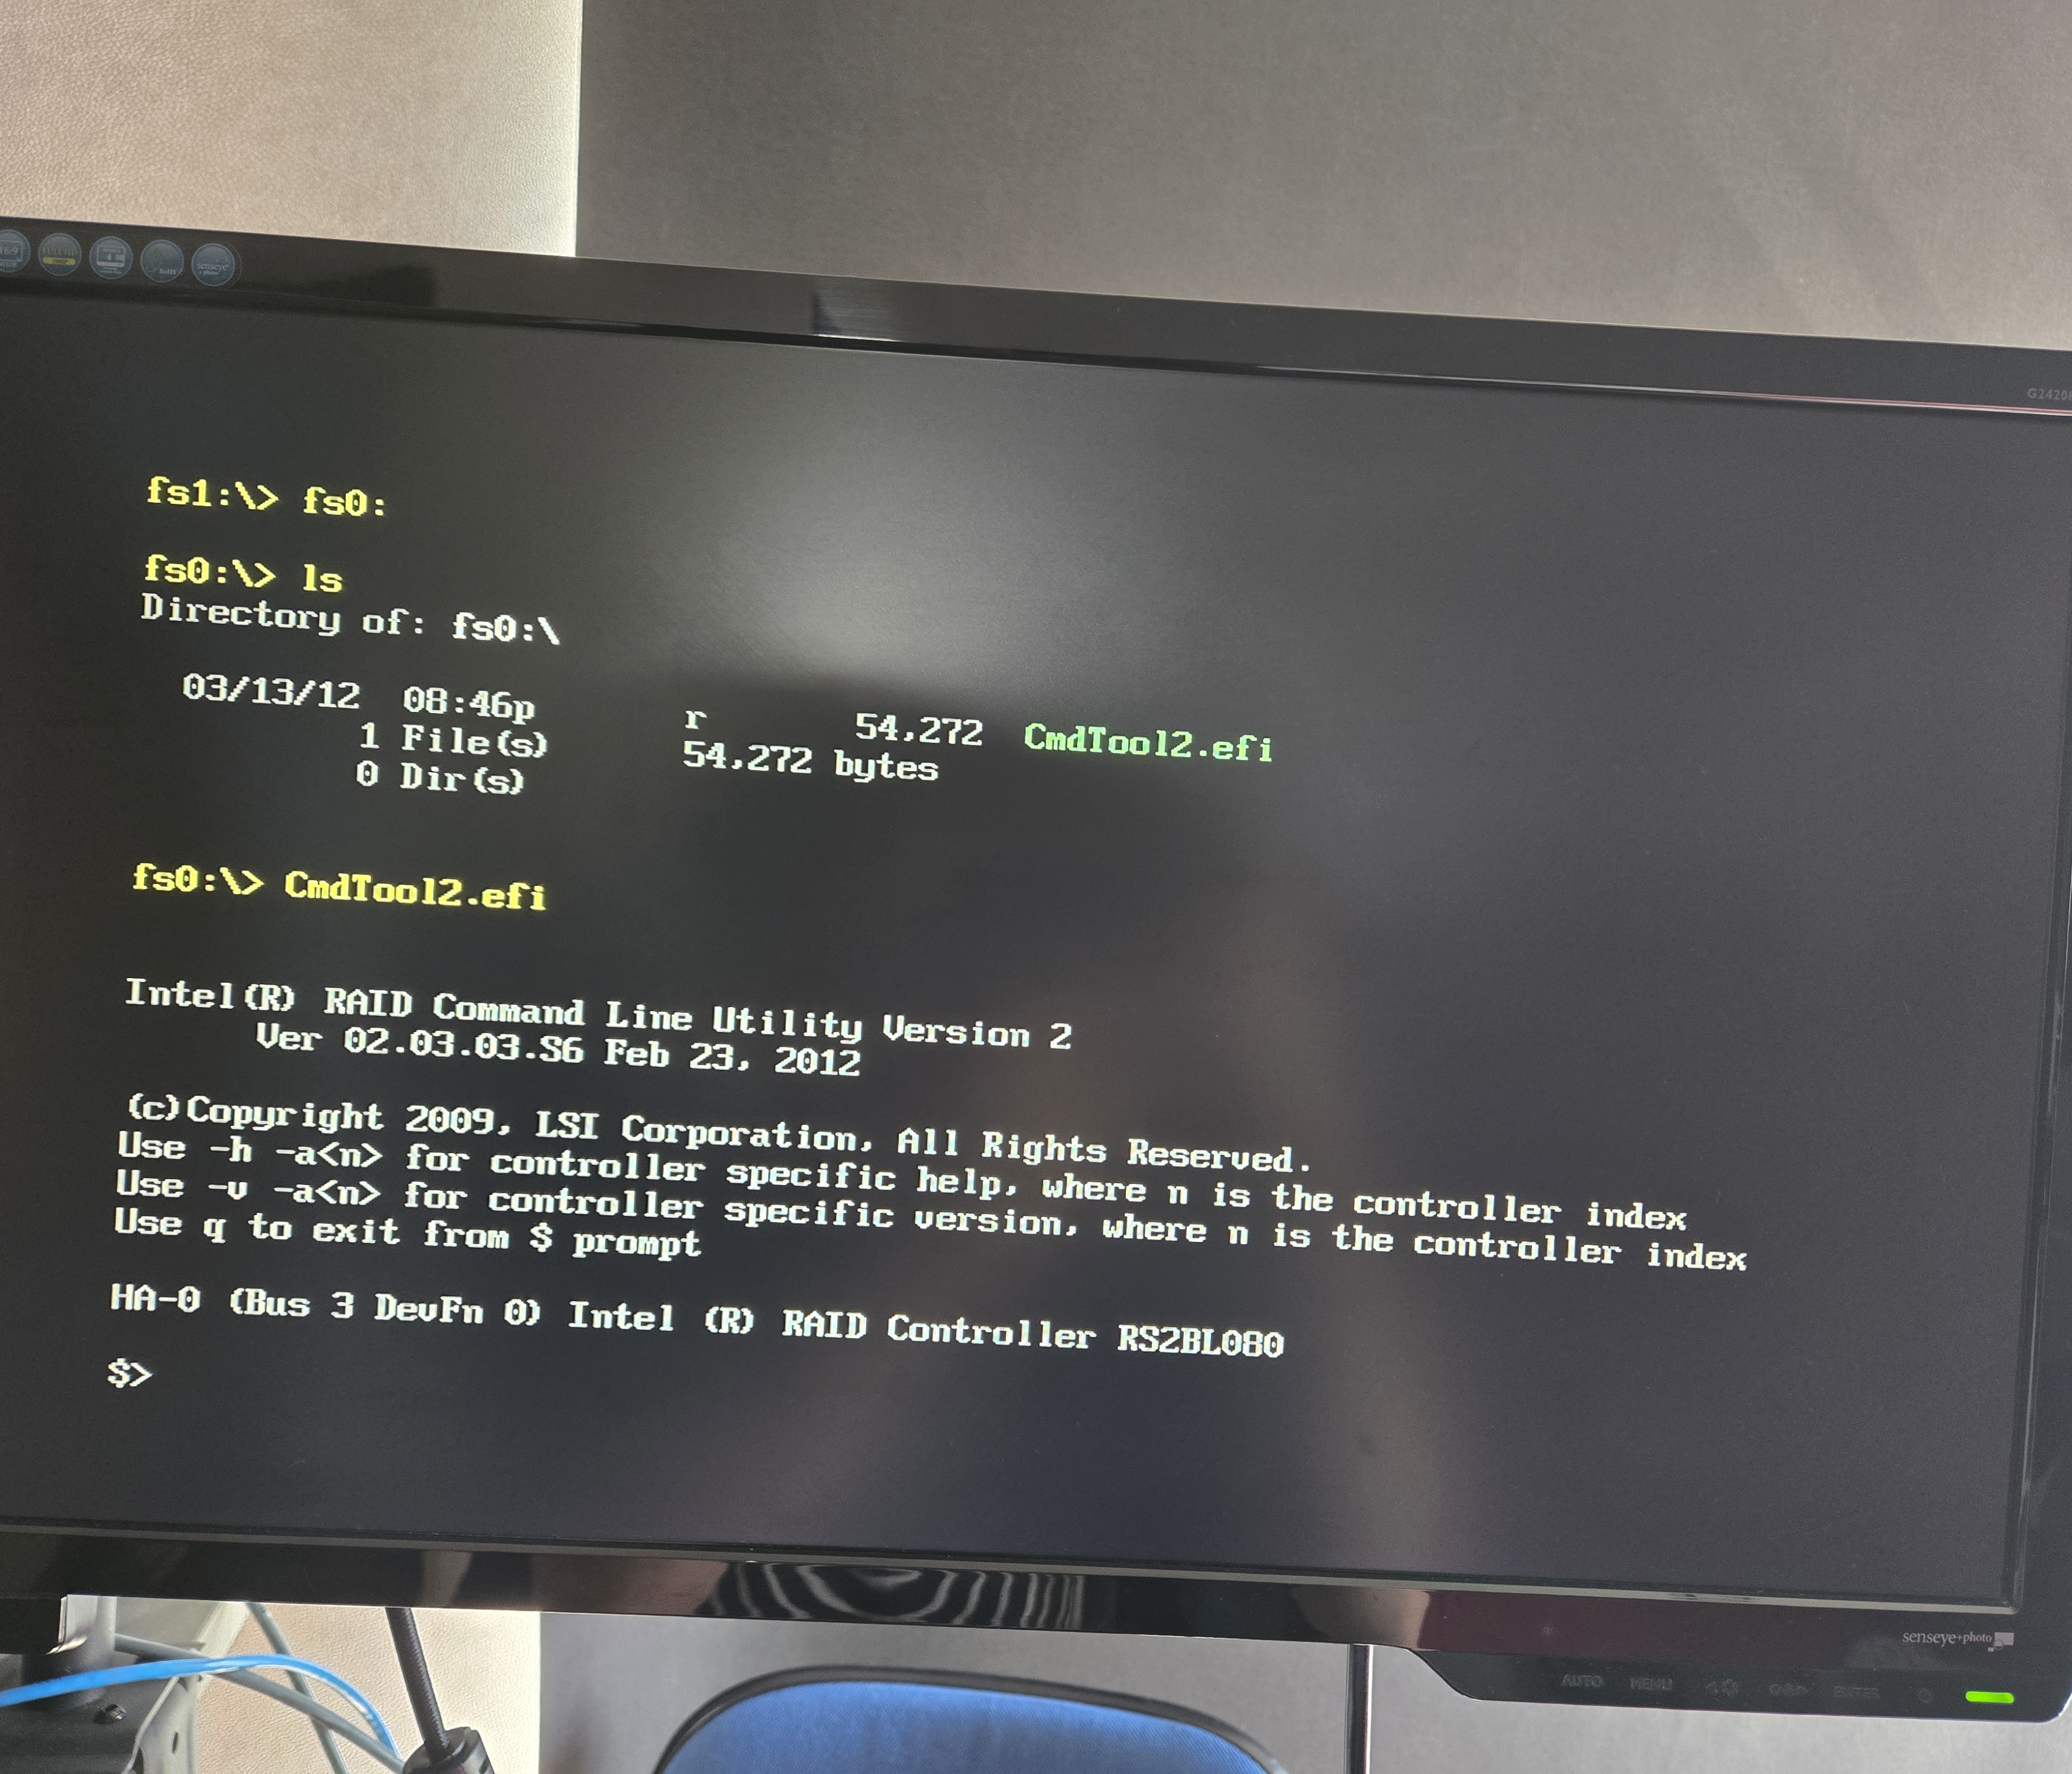 senseye
G2420
fs1:\> fs0:
fs0:\> ls
Directory of: fs0:\
03/13/12 08:46p r 54,272 CmdTool2.efi
1 File(s) 54,272 bytes
0 Dir(s)
fs0:\> CmdTool2.efi
Intel(R) RAID Command Line Utility Version 2
Ver 02.03.03.S6 Feb 23, 2012
(c)Copyright 2009, LSI Corporation, All Rights Reserved.
Use -h -a<n> for controller specific help, where n is the controller index
Use -v -a<n> for controller specific version, where n is the controller index
Use q to exit from $ prompt
HA-0 (Bus 3 DevFn 0) Intel (R) RAID Controller RS2BL080
$>
senseye+photo
AUTO MENU ENTER